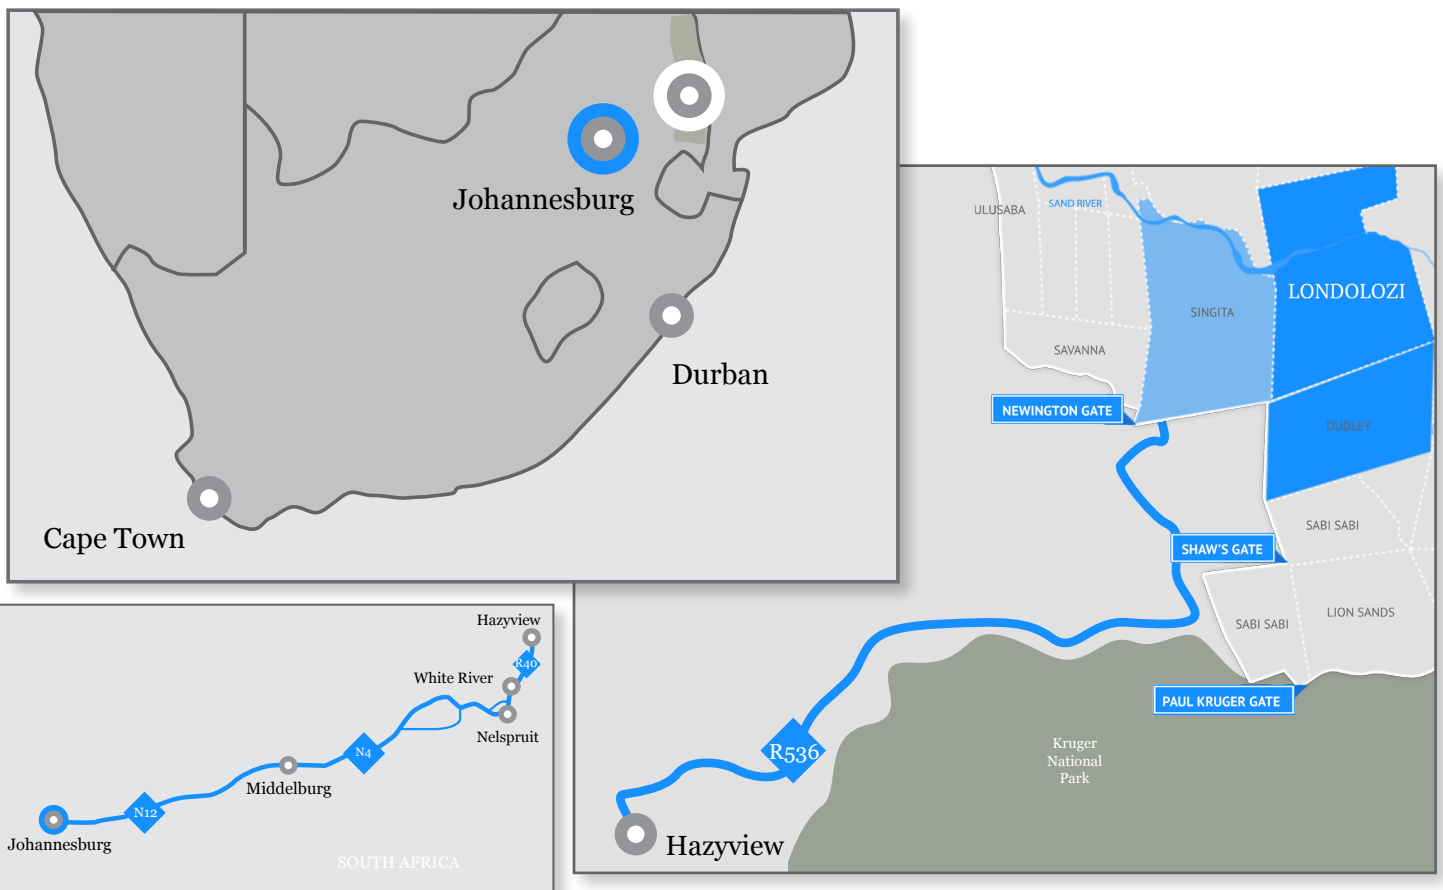 Johannesburg
Durban
Cape Town
ULUSABA
SAND RIVER
LONDOLOZI
SINGITA
SAVANNA
NEWINGTON GATE
DUDLEY
SABI SABI
SHAW'S GATE
LION SANDS
SABI SABI
PAUL KRUGER GATE
R536
Kruger
National
Park
Hazyview
Hazyview
R40
White River
Nelspruit
N4
Middelburg
N12
Johannesburg
SOUTH AFRICA